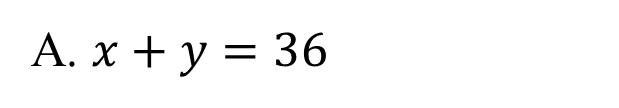 A. x + y = 36